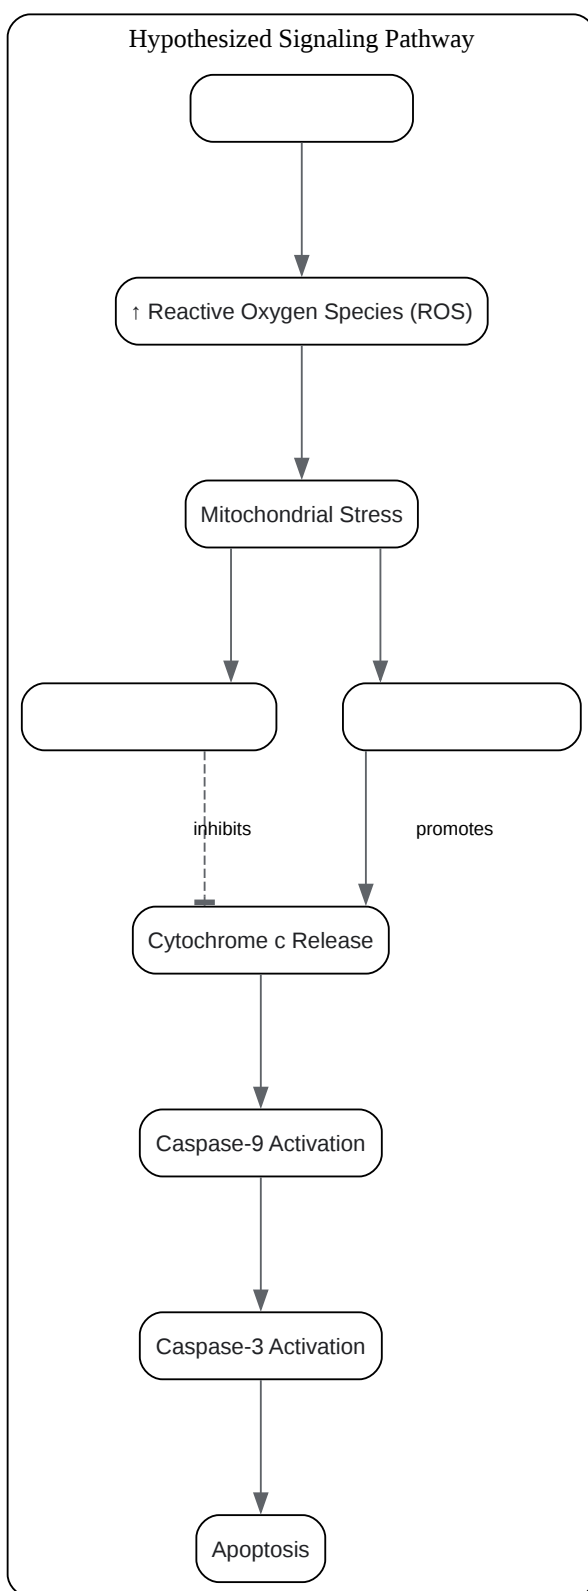 Hypothesized Signaling Pathway
↑ Reactive Oxygen Species (ROS)
Mitochondrial Stress
inhibits
promotes
Cytochrome c Release
Caspase-9 Activation
Caspase-3 Activation
Apoptosis